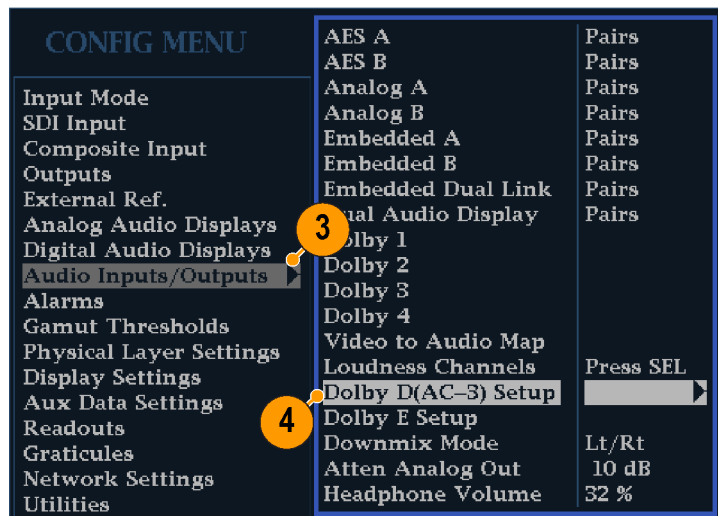 CONFIG MENU
Input Mode
SDI Input
Composite Input
Outputs
External Ref.
Analog Audio Displays
Digital Audio Displays
Audio Inputs/Outputs
Alarms
Gamut Thresholds
Physical Layer Settings
Display Settings
Aux Data Settings
Readouts
Graticules
Network Settings
Utilities
3
4
AES A Pairs
AES B Pairs
Analog A Pairs
Analog B Pairs
Embedded A Pairs
Embedded B Pairs
Embedded Dual Link Pairs
Audio Display Pairs
1
Dolby 2
Dolby 3
Dolby 4
Video to Audio Map
Loudness Channels Press SEL
Dolby D(AC–3) Setup
Dolby E Setup
Downmix Mode Lt/Rt
Atten Analog Out 10 dB
Headphone Volume 32 %